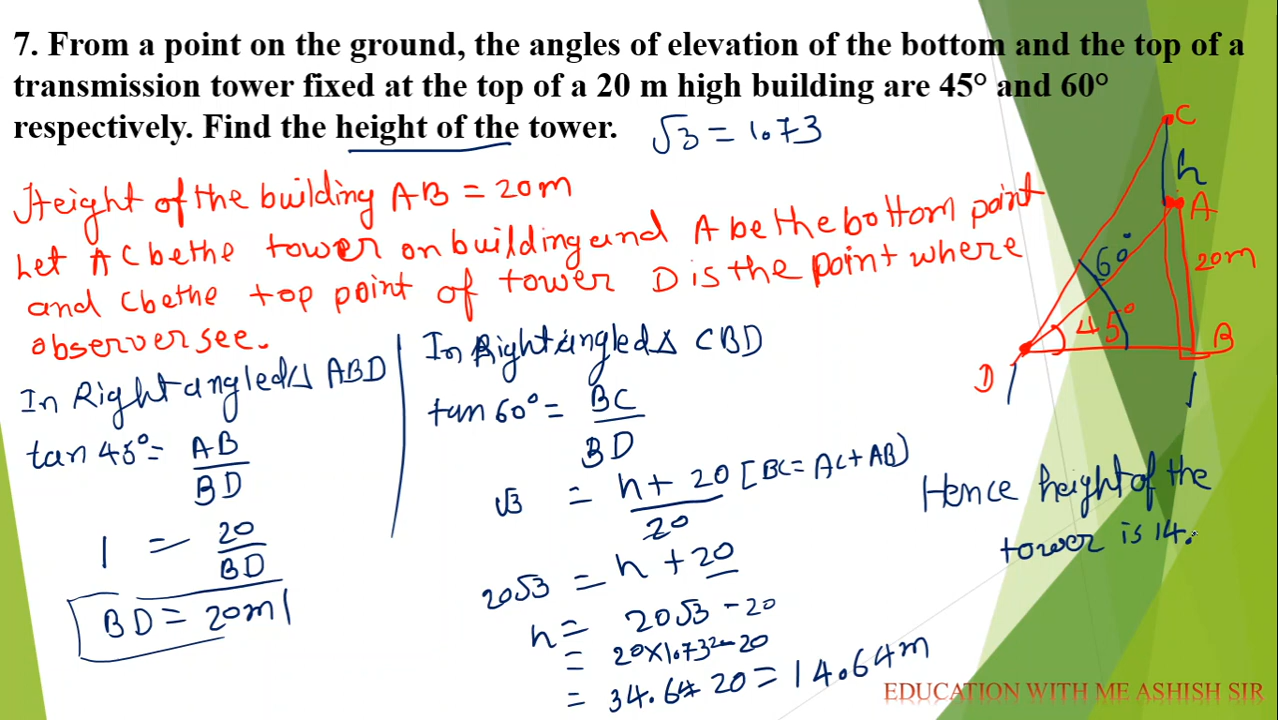 7. From a point on the ground, the angles of elevation of the bottom and the top of a
transmission tower fixed at the top of a 20 m high building are 45° and 60°
respectively. Find the height of the tower.
√3 = 1.73
Height of the building AB = 20m
Let AC be the tower on building and A be the bottom point
and C be the top point of tower D is the point where
observer see.
In Right angled △ ABD
tan 45° = AB/BD
1 = 20/BD
BD = 20m
In Right angled △ CBD
tan 60° = BC/BD
√3 = h + 20/20 [BC = AC + AB)
20√3 = h + 20
h = 20√3 - 20
= 20×1.732 - 20
= 34.64 - 20 = 14.64m
C
h
A
60°
20m
45°
B
D
Hence height of the
tower is 14.
EDUCATION WITH ME ASHISH SIR